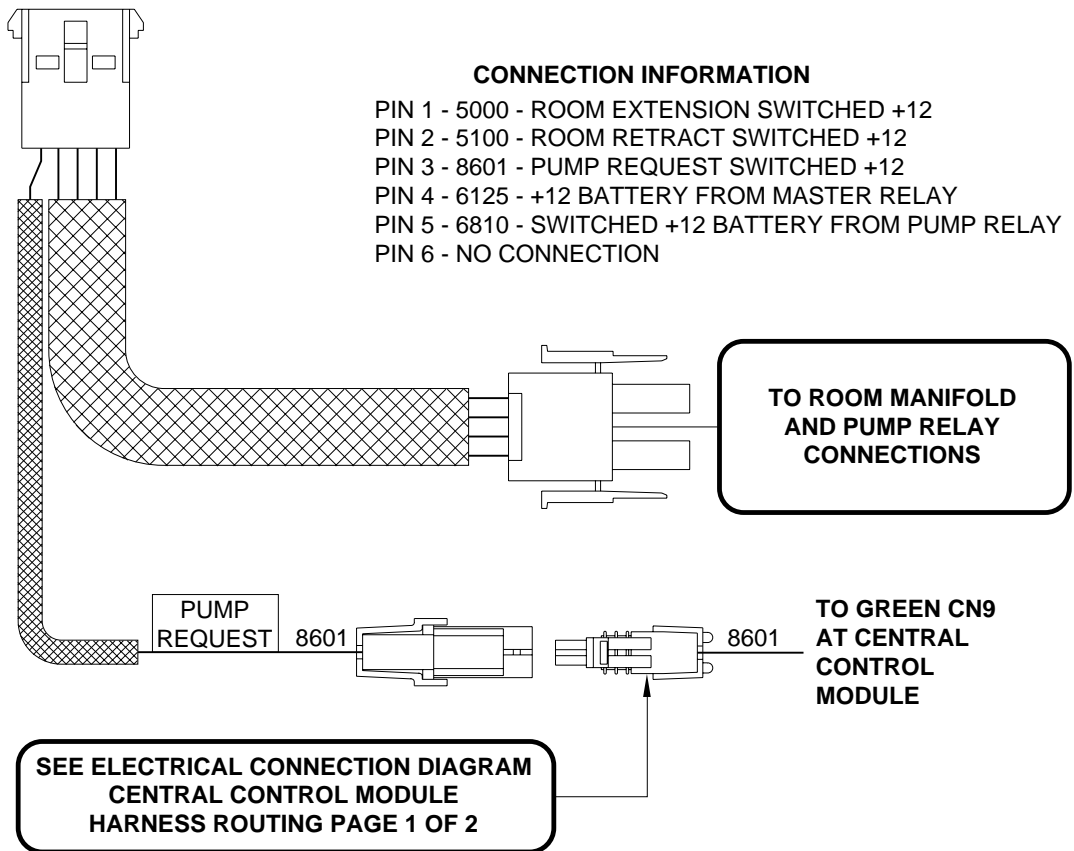 CONNECTION INFORMATION
PIN 1 - 5000 - ROOM EXTENSION SWITCHED +12
PIN 2 - 5100 - ROOM RETRACT SWITCHED +12
PIN 3 - 8601 - PUMP REQUEST SWITCHED +12
PIN 4 - 6125 - +12 BATTERY FROM MASTER RELAY
PIN 5 - 6810 - SWITCHED +12 BATTERY FROM PUMP RELAY
PIN 6 - NO CONNECTION
TO ROOM MANIFOLD
AND PUMP RELAY
CONNECTIONS
PUMP
REQUEST
8601
8601
TO GREEN CN9
AT CENTRAL
CONTROL
MODULE
SEE ELECTRICAL CONNECTION DIAGRAM
CENTRAL CONTROL MODULE
HARNESS ROUTING PAGE 1 OF 2